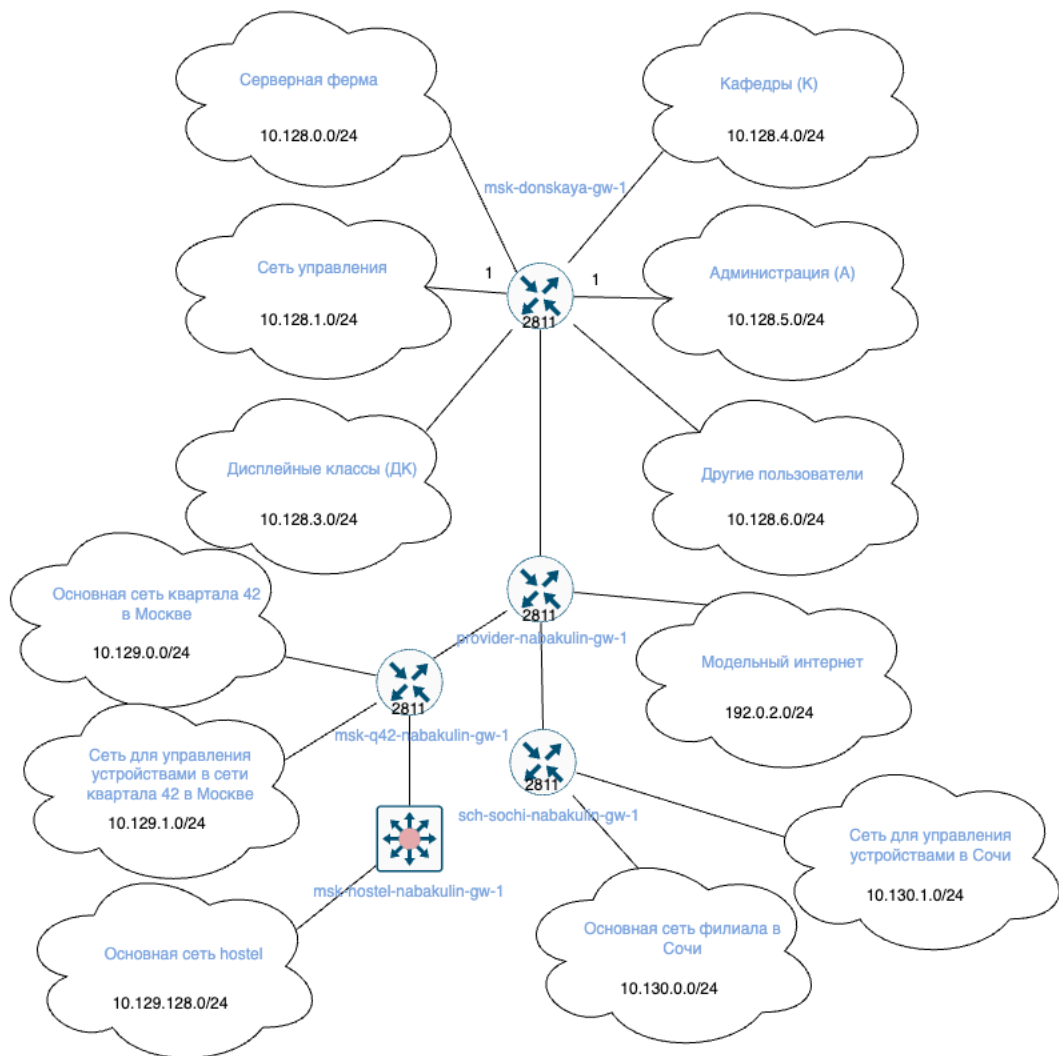 Серверная ферма
10.128.0.0/24
Кафедры (К)
10.128.4.0/24
msk-donskaya-gw-1
Сеть управления
10.128.1.0/24
1
1
2811
Администрация (А)
10.128.5.0/24
Дисплейные классы (ДК)
10.128.3.0/24
Другие пользователи
10.128.6.0/24
Основная сеть квартала 42
в Москве
10.129.0.0/24
2811
provider-nabakulin-gw-1
Модельный интернет
192.0.2.0/24
2811
msk-q42-nabakulin-gw-1
Сеть для управления
устройствами в сети
квартала 42 в Москве
10.129.1.0/24
2811
sch-sochi-nabakulin-gw-1
Сеть для управления
устройствами в Сочи
10.130.1.0/24
msk-hostel-nabakulin-gw-1
Основная сеть hostel
10.129.128.0/24
Основная сеть филиала в
Сочи
10.130.0.0/24